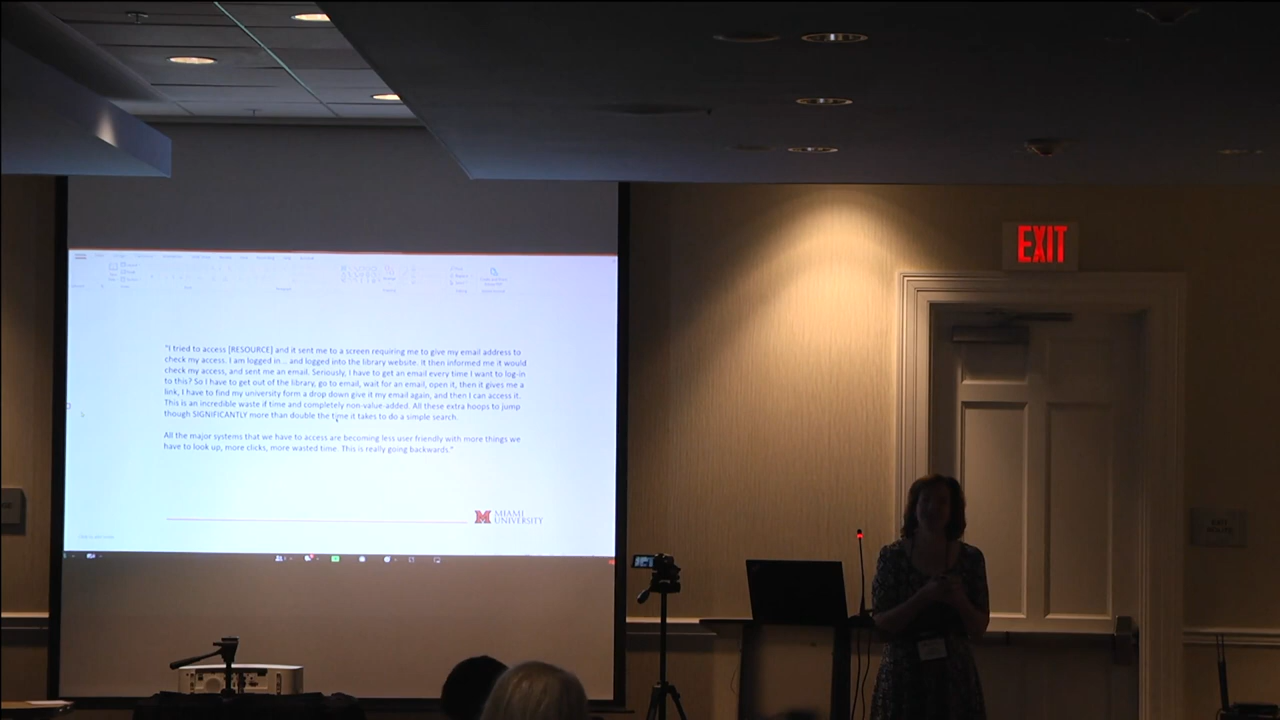 "I tried to access [RESOURCE] and it sent me to a screen requiring me to give my email address to
check my access. I am logged in... and logged into the library website. It then informed me it would
check my access, and sent me an email. Seriously, I have to get an email every time I want to log-in
to this? So I have to get out of the library, go to email, wait for an email, open it, then it gives me a
link, I have to find my university form a drop down give it my email again, and then I can access it.
This is an incredible waste if time and completely non-value-added. All these extra hoops to jump
though SIGNIFICANTLY more than double the time it takes to do a simple search.
All the major systems that we have to access are becoming less user friendly with more things we
have to look up, more clicks, more wasted time. This is really going backwards."
MIAMI
UNIVERSITY
EXIT